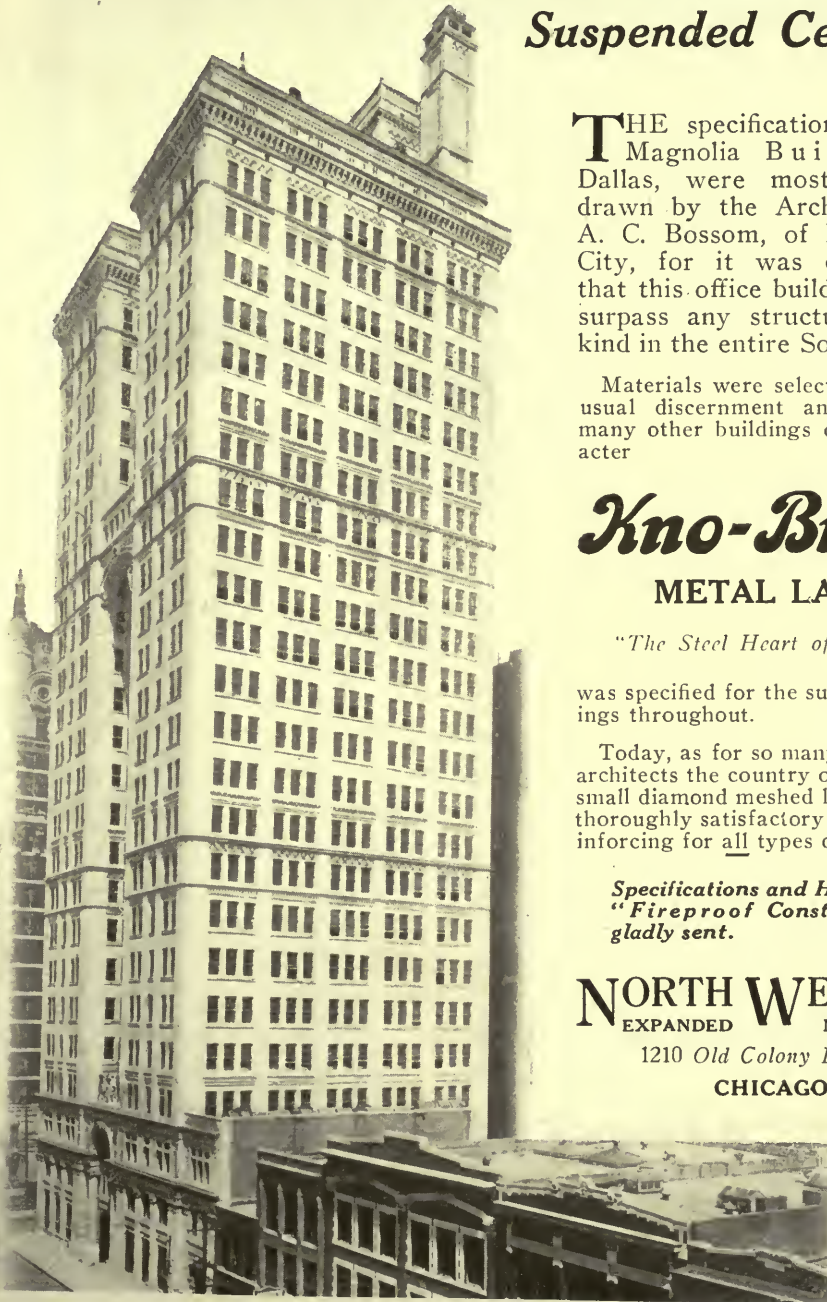 Suspended Ce
THE specification
Magnolia Bui
Dallas, were most
drawn by the Arch
A. C. Bossom, of
City, for it was
that this office build
surpass any structu
kind in the entire So
Materials were selec
usual discernment an
many other buildings
acter
Kno-Bu
METAL LA
"The Steel Heart of
was specified for the su
ings throughout.
Today, as for so many
architects the country o
small diamond meshed
thoroughly satisfactory
inforcing for all types
Specifications and H
"Fireproof Const
gladly sent.
NORTH WE
EXPANDED
1210 Old Colony
CHICAGO